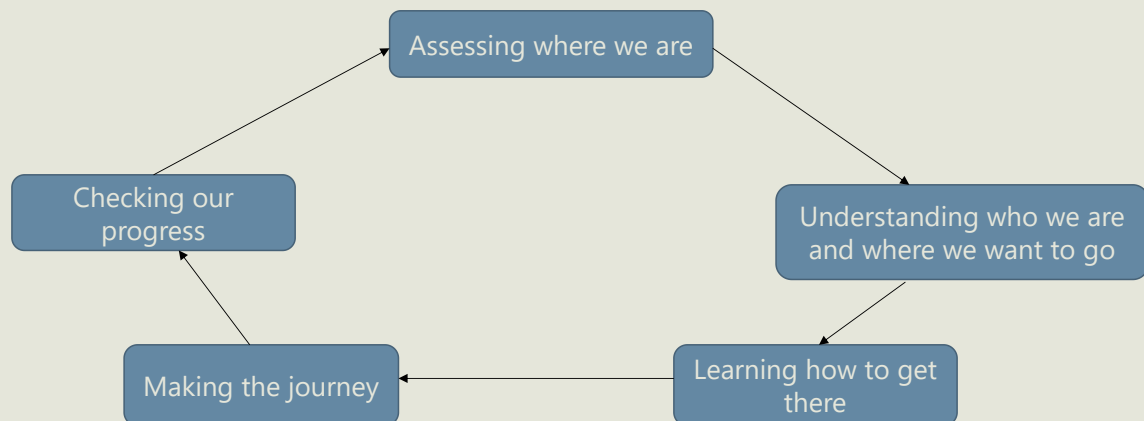 Assessing where we are
Understanding who we are
and where we want to go
Learning how to get
there
Making the journey
Checking our
progress